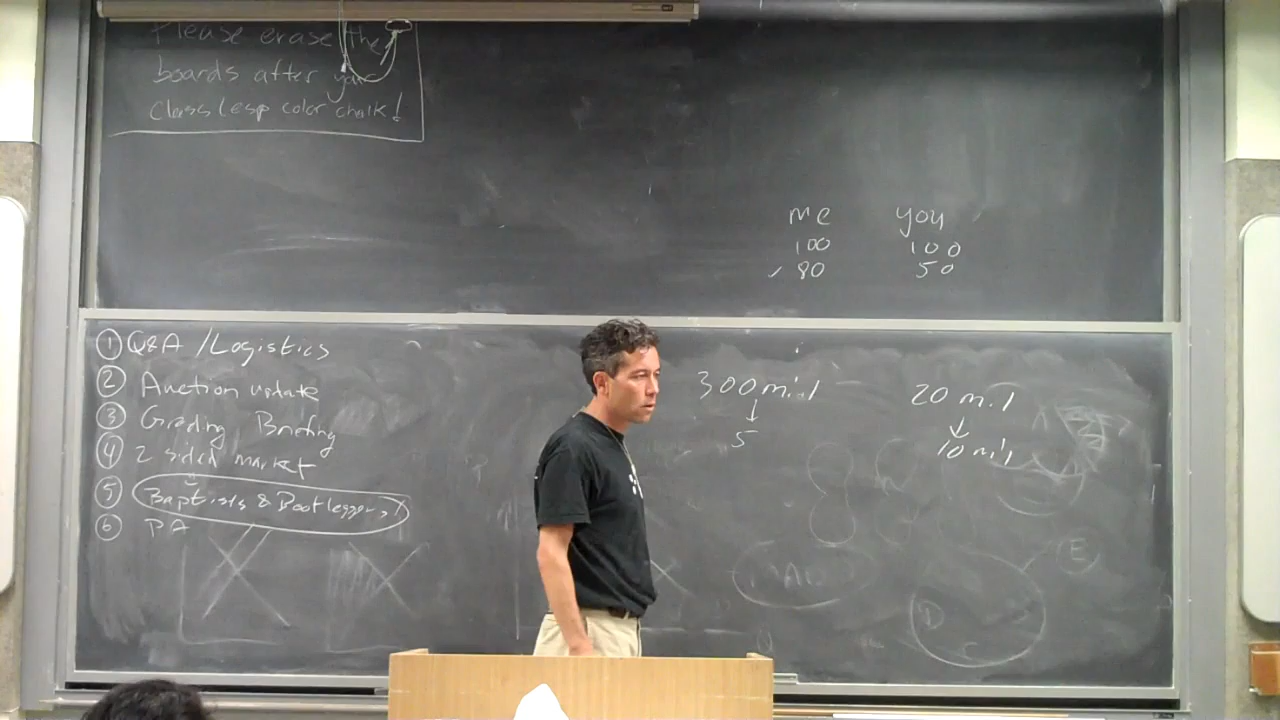 Please erase the
boards after your
class (esp color chalk!
me you
100 100
80 50
① Q&A /Logistics
② Auction update
③ Grading Briefing
④ 2 sided market
⑤ Baptists & Bootleggers!
⑥ PA
300 mil 20 mil
↓ ↓
5 10 mil
E
D